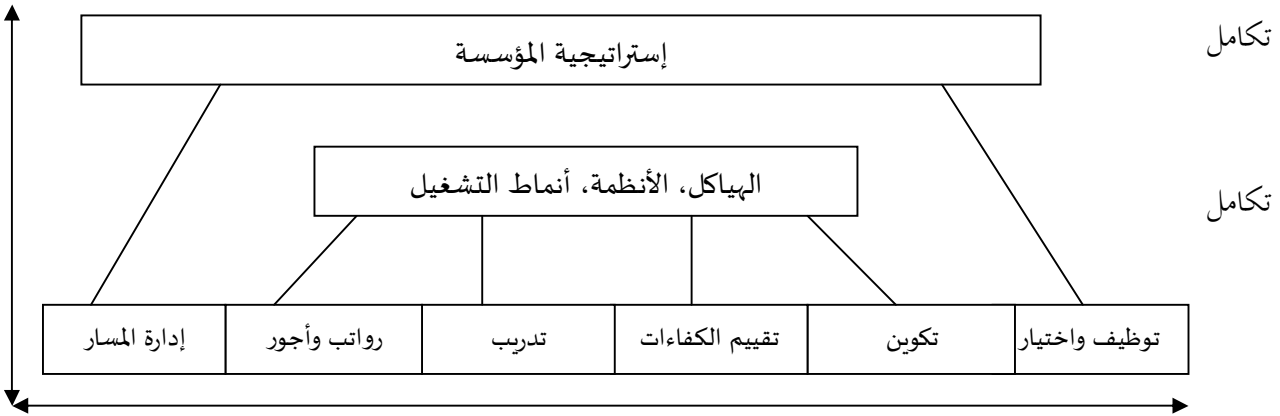 تكامل
إستراتيجية المؤسسة
تكامل
الهياكل، الأنظمة، أنماط التشغيل
توظيف واختيار
تكوين
تقييم الكفاءات
تدريب
رواتب وأجور
إدارة المسار